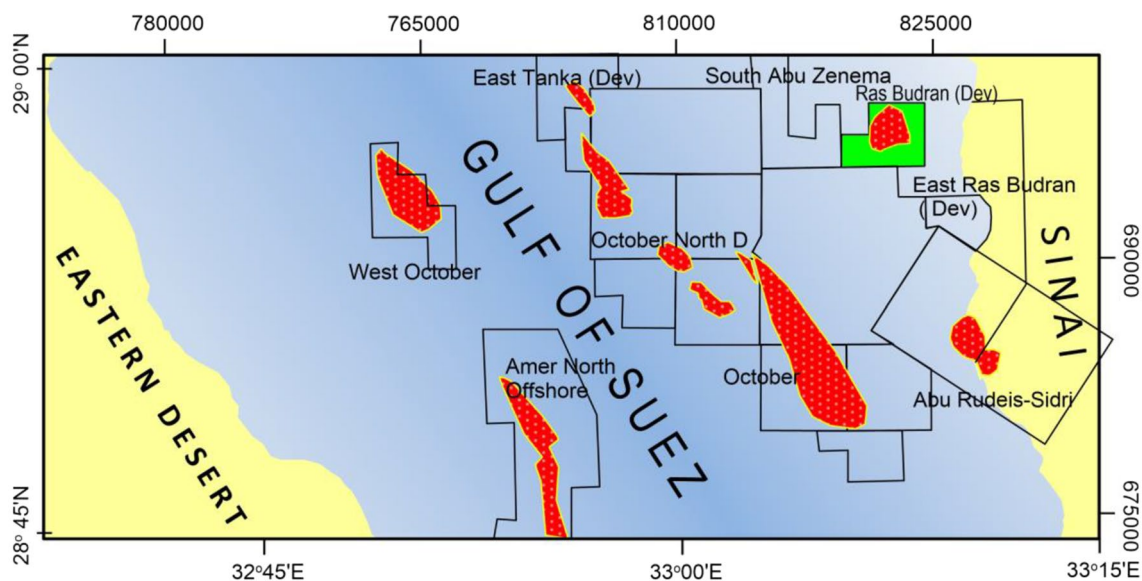 780000
765000
810000
825000
29° 00'N
East Tanka (Dev)
South Abu Zenema
Ras Budran (Dev)
GULF OF SUEZ
East Ras Budran
( Dev)
SINAI
October North D
West October
EASTERN DESERT
6690000
Amer North
Offshore
October
Abu Rudeis-Sidri
28° 45'N
675000
32°45'E
33°00'E
33°15'E